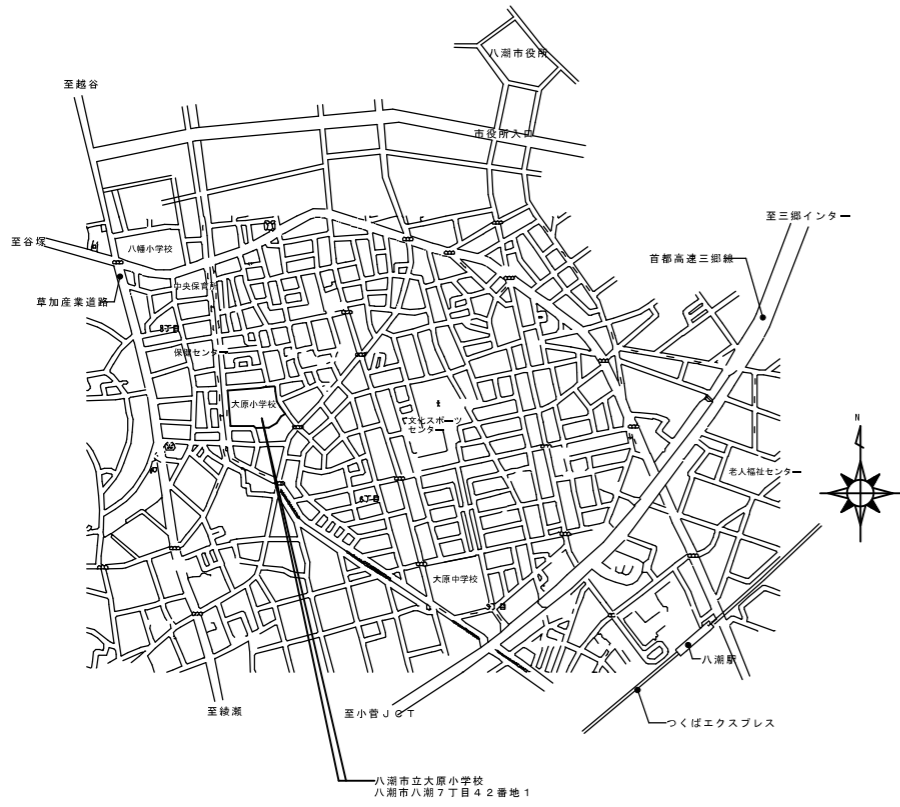 八潮市役所
至越谷
市役所入口
至三郷インター
至谷塚
八幡小学校
首都高速三郷線
中央保育所
草加産業道路
保健センター
大原小学校
文化スポーツ
センター
N
老人福祉センター
6丁目
大原中学校
八潮駅
至綾瀬
至小菅JCT
つくばエクスプレス
八潮市立大原小学校
八潮市八潮7丁目42番地1